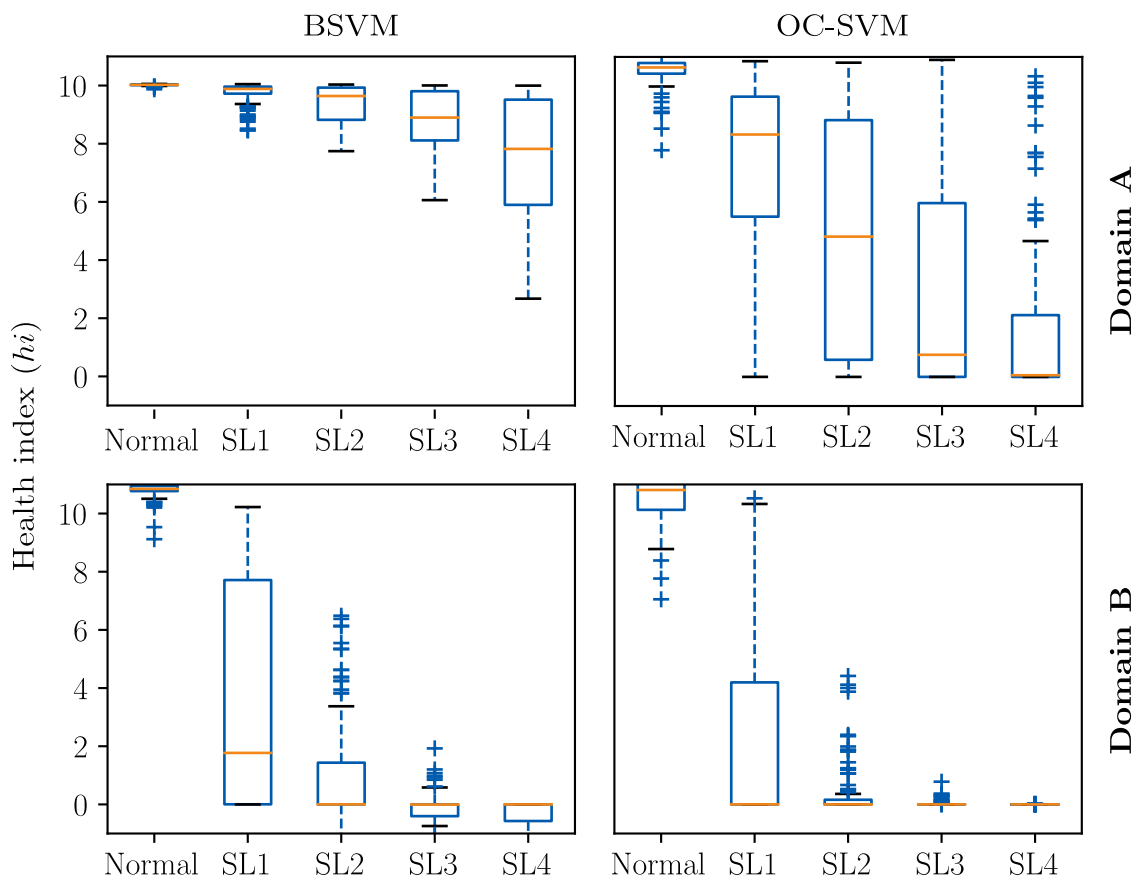 BSVM
OC-SVM
10
8
6
4
2
0
Normal
SL1
SL2
SL3
SL4
Normal
SL1
SL2
SL3
SL4
Domain A
Health index (hi)
10
8
6
4
2
0
Normal
SL1
SL2
SL3
SL4
Normal
SL1
SL2
SL3
SL4
Domain B